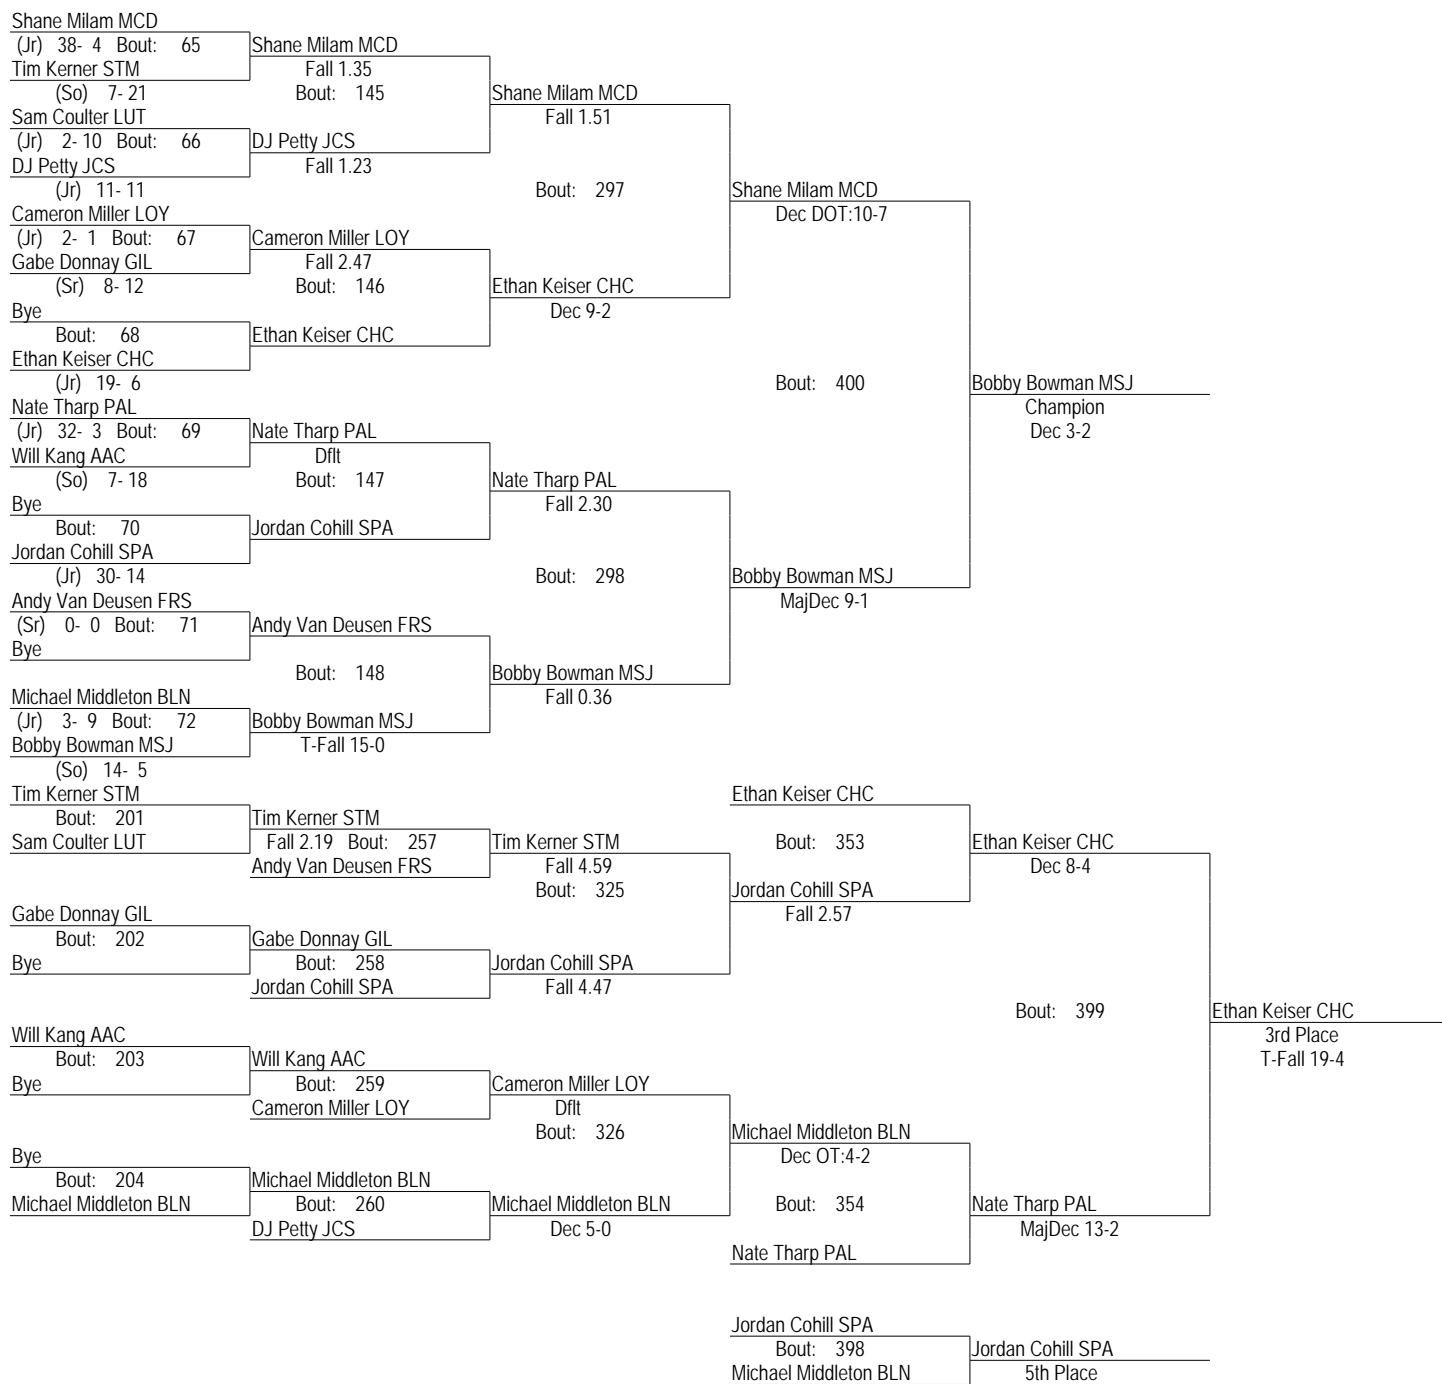 Shane Milam MCD
(Jr) 38- 4 Bout: 65 Shane Milam MCD
Tim Kerner STM Fall 1.35
(So) 7- 21 Bout: 145 Shane Milam MCD
Sam Coulter LUT Fall 1.51
(Jr) 2- 10 Bout: 66 DJ Petty JCS
DJ Petty JCS Fall 1.23
(Jr) 11- 11 Bout: 297 Shane Milam MCD
Cameron Miller LOY Dec DOT:10-7
(Jr) 2- 1 Bout: 67 Cameron Miller LOY
Gabe Donnay GIL Fall 2.47
(Sr) 8- 12 Bout: 146 Ethan Keiser CHC
Bye Dec 9-2
Bout: 68 Ethan Keiser CHC
Ethan Keiser CHC
(Jr) 19- 6 Bout: 400 Bobby Bowman MSJ
Nate Tharp PAL Champion
(Jr) 32- 3 Bout: 69 Nate Tharp PAL Dec 3-2
Will Kang AAC Dflt
(So) 7- 18 Bout: 147 Nate Tharp PAL
Bye Fall 2.30
Bout: 70 Jordan Cohill SPA
Jordan Cohill SPA
(Jr) 30- 14 Bout: 298 Bobby Bowman MSJ
Andy Van Deusen FRS MajDec 9-1
(Sr) 0- 0 Bout: 71 Andy Van Deusen FRS
Bye
Bout: 148 Bobby Bowman MSJ
Michael Middleton BLN Fall 0.36
(Jr) 3- 9 Bout: 72 Bobby Bowman MSJ
Bobby Bowman MSJ T-Fall 15-0
(So) 14- 5
Tim Kerner STM Ethan Keiser CHC
Bout: 201 Tim Kerner STM
Sam Coulter LUT Fall 2.19 Bout: 257 Tim Kerner STM Bout: 353 Ethan Keiser CHC
Andy Van Deusen FRS Fall 4.59 Dec 8-4
Bout: 325 Jordan Cohill SPA
Gabe Donnay GIL Fall 2.57
Bout: 202 Gabe Donnay GIL
Bye Bout: 258 Jordan Cohill SPA
Jordan Cohill SPA Fall 4.47
Bout: 399 Ethan Keiser CHC
Will Kang AAC 3rd Place
Bout: 203 Will Kang AAC T-Fall 19-4
Bye Bout: 259 Cameron Miller LOY
Cameron Miller LOY Dflt
Bout: 326 Michael Middleton BLN
Bye Dec OT:4-2
Bout: 204 Michael Middleton BLN
Michael Middleton BLN Bout: 260 Michael Middleton BLN Bout: 354 Nate Tharp PAL
DJ Petty JCS Dec 5-0 MajDec 13-2
Nate Tharp PAL
Jordan Cohill SPA
Bout: 398 Jordan Cohill SPA
Michael Middleton BLN 5th Place